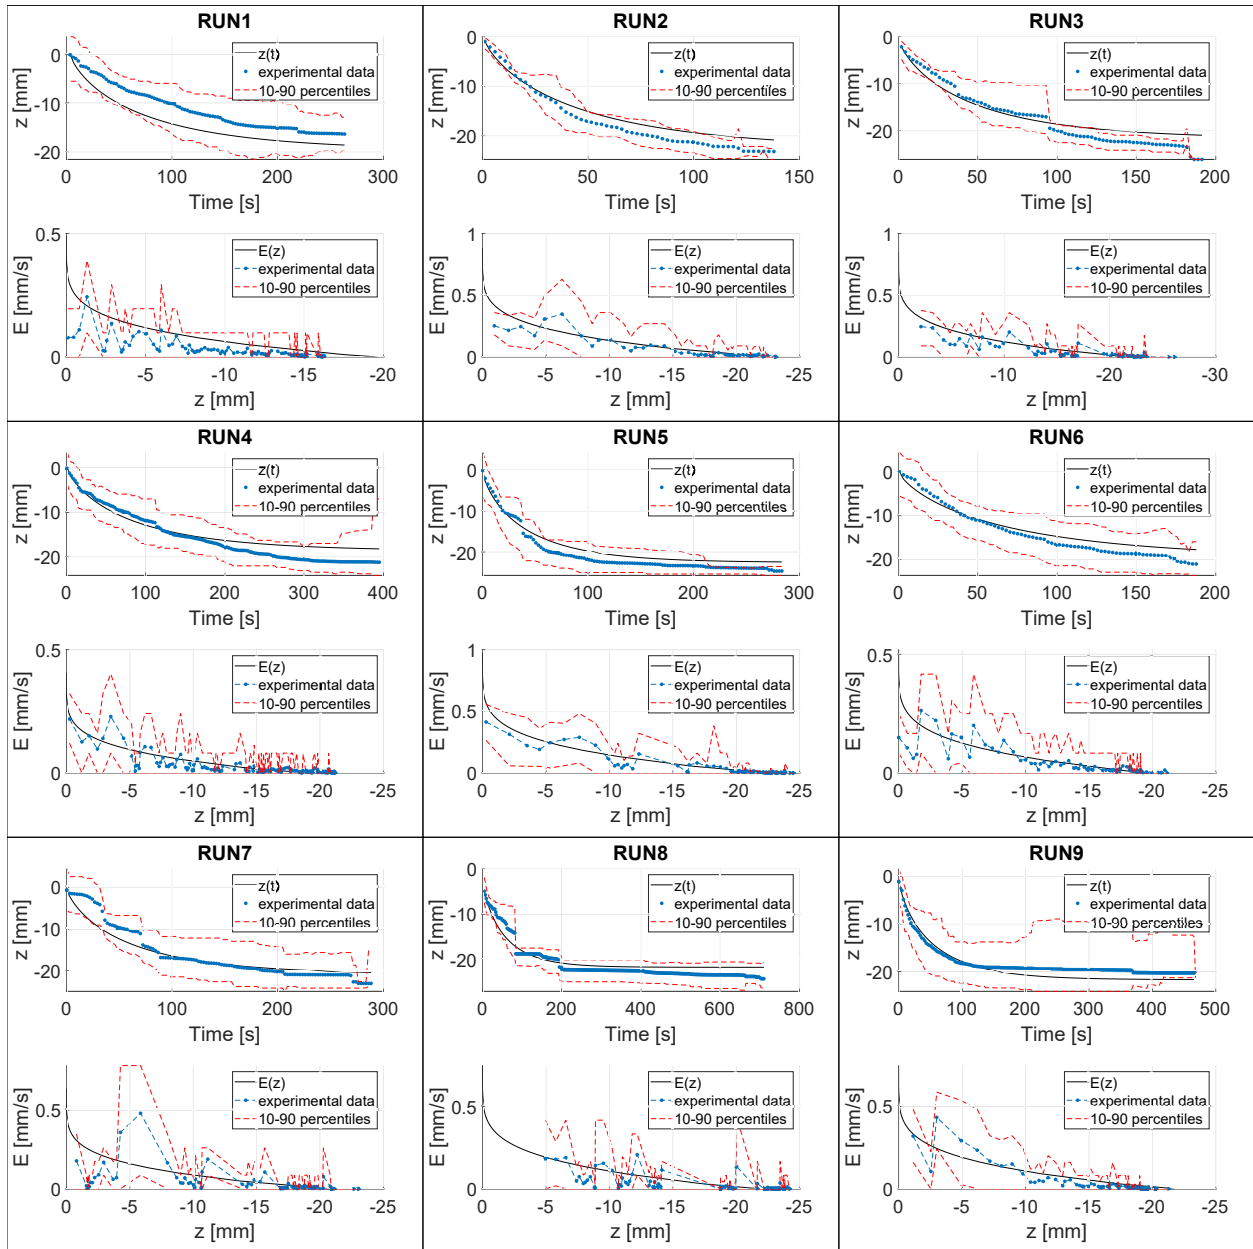 RUN1
0
-10
-20
z [mm]
z(t)
experimental data
10-90 percentiles
0 100 200 300
Time [s]
0.5
0
E [mm/s]
E(z)
experimental data
10-90 percentiles
0 -5 -10 -15 -20
z [mm]
RUN2
0
-10
-20
z [mm]
z(t)
experimental data
10-90 percentiles
0 50 100 150
Time [s]
1
0.5
0
E [mm/s]
E(z)
experimental data
10-90 percentiles
0 -5 -10 -15 -20 -25
z [mm]
RUN3
0
-10
-20
z [mm]
z(t)
experimental data
10-90 percentiles
0 50 100 150 200
Time [s]
1
0.5
0
E [mm/s]
E(z)
experimental data
10-90 percentiles
0 -10 -20 -30
z [mm]
RUN4
0
-10
-20
z [mm]
z(t)
experimental data
10-90 percentiles
0 100 200 300 400
Time [s]
0.5
0
E [mm/s]
E(z)
experimental data
10-90 percentiles
0 -5 -10 -15 -20 -25
z [mm]
RUN5
0
-10
-20
z [mm]
z(t)
experimental data
10-90 percentiles
0 100 200 300
Time [s]
1
0.5
0
E [mm/s]
E(z)
experimental data
10-90 percentiles
0 -5 -10 -15 -20 -25
z [mm]
RUN6
0
-10
-20
z [mm]
z(t)
experimental data
10-90 percentiles
0 50 100 150 200
Time [s]
0.5
0
E [mm/s]
E(z)
experimental data
10-90 percentiles
0 -5 -10 -15 -20 -25
z [mm]
RUN7
0
-10
-20
z [mm]
z(t)
experimental data
10-90 percentiles
0 100 200 300
Time [s]
0.5
0
E [mm/s]
E(z)
experimental data
10-90 percentiles
0 -5 -10 -15 -20 -25
z [mm]
RUN8
0
-10
-20
z [mm]
z(t)
experimental data
10-90 percentiles
0 200 400 600 800
Time [s]
0.5
0
E [mm/s]
E(z)
experimental data
10-90 percentiles
0 -5 -10 -15 -20 -25
z [mm]
RUN9
0
-10
-20
z [mm]
z(t)
experimental data
10-90 percentiles
0 100 200 300 400 500
Time [s]
0.5
0
E [mm/s]
E(z)
experimental data
10-90 percentiles
0 -5 -10 -15 -20 -25
z [mm]